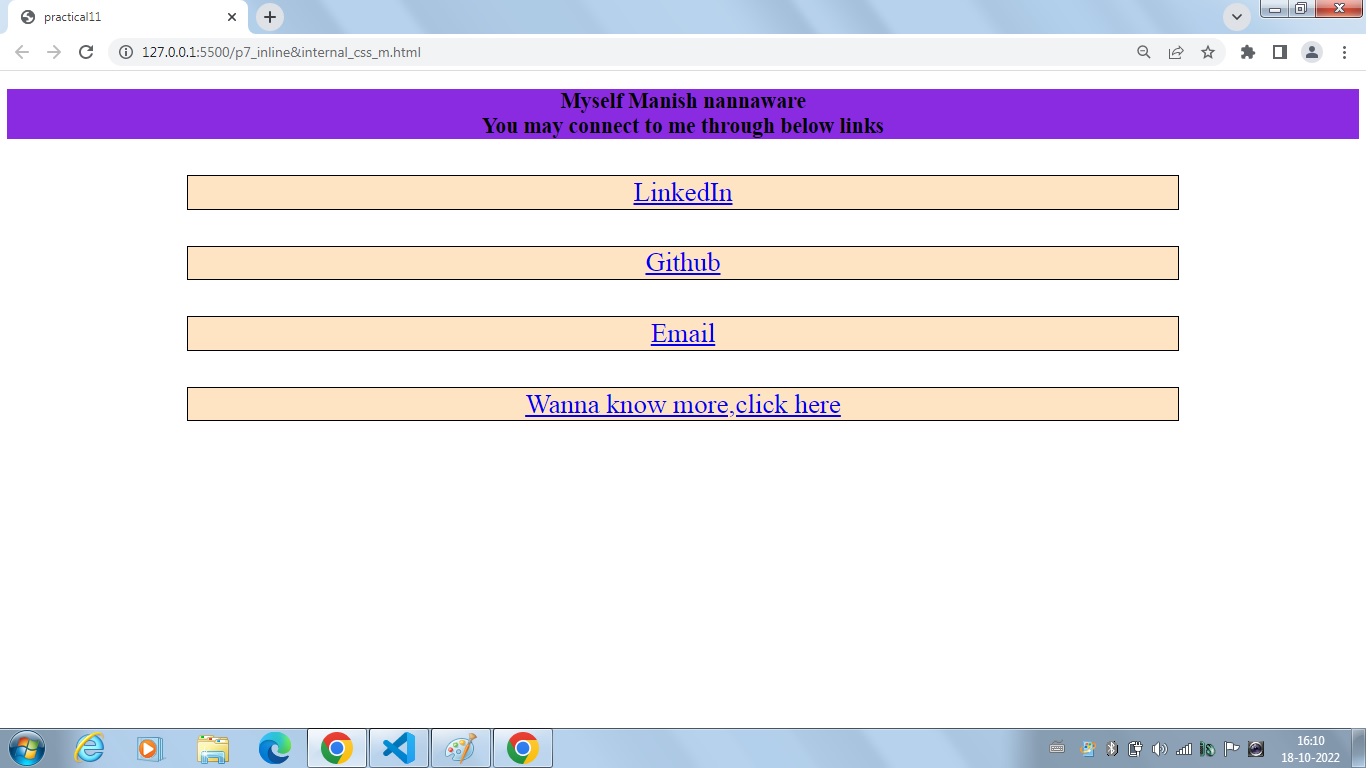 practical11
127.0.0.1:5500/p7_inline&internal_css_m.html
Myself Manish nannaware
You may connect to me through below links
LinkedIn
Github
Email
Wanna know more,click here
16:10
18-10-2022